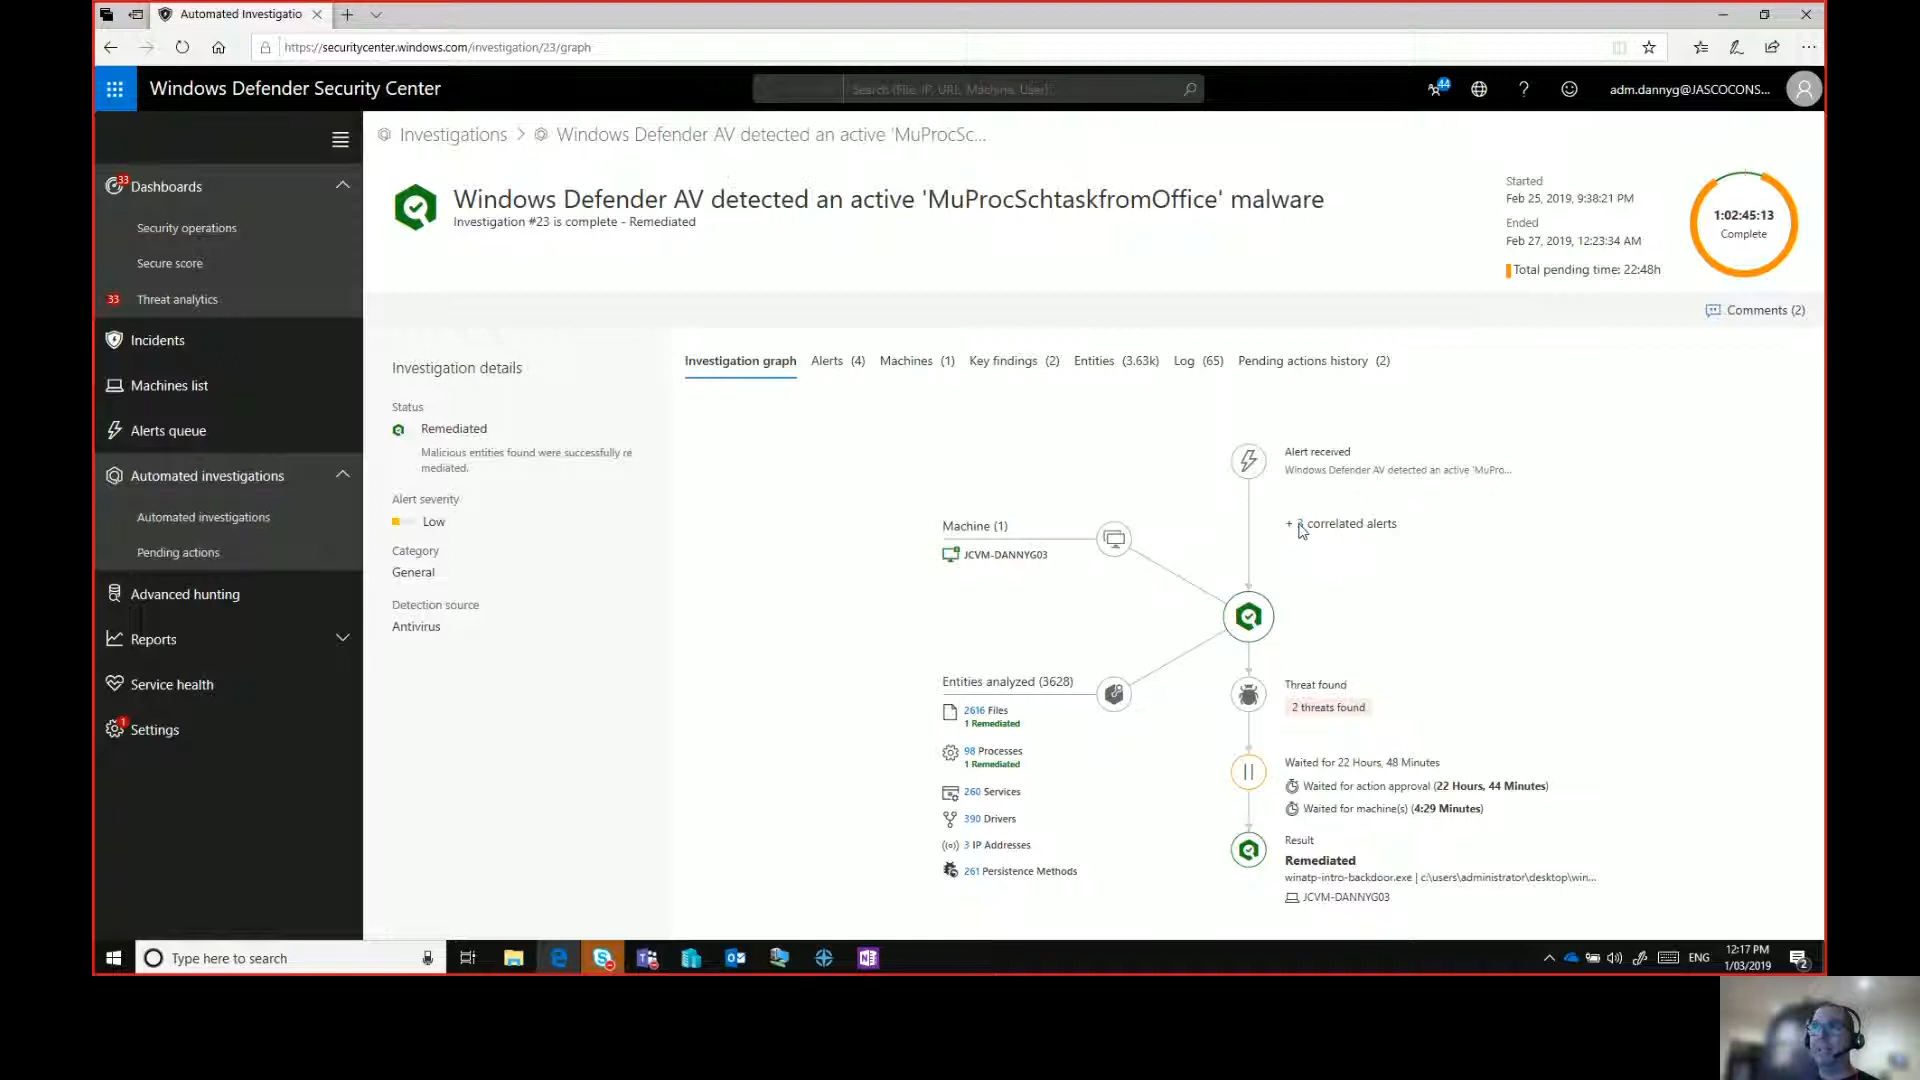 Automated Investigatio
https://securitycenter.windows.com/investigation/23/graph
Windows Defender Security Center
Search (File, IP, URL, Machine, User)
44
adm.dannyg@JASCOCONS...
Investigations > Windows Defender AV detected an active 'MuProcSc...
33
Dashboards
Security operations
Secure score
33 Threat analytics
Incidents
Machines list
Alerts queue
Automated investigations
Automated investigations
Pending actions
Advanced hunting
Reports
Service health
1
Settings
Windows Defender AV detected an active 'MuProcSchtaskfromOffice' malware
Investigation #23 is complete - Remediated
Started
Feb 25, 2019, 9:38:21 PM
Ended
Feb 27, 2019, 12:23:34 AM
Total pending time: 22:48h
1:02:45:13
Complete
Comments (2)
Investigation details
Status
Remediated
Malicious entities found were successfully re
mediated.
Alert severity
Low
Category
General
Detection source
Antivirus
Investigation graph Alerts (4) Machines (1) Key findings (2) Entities (3.63k) Log (65) Pending actions history (2)
Alert received
Windows Defender AV detected an active 'MuPro...
+ correlated alerts
Machine (1)
JCVM-DANNYG03
Entities analyzed (3628)
2616 Files
1 Remediated
98 Processes
1 Remediated
260 Services
390 Drivers
3 IP Addresses
261 Persistence Methods
Threat found
2 threats found
Waited for 22 Hours, 48 Minutes
Waited for action approval (22 Hours, 44 Minutes)
Waited for machine(s) (4:29 Minutes)
Result
Remediated
winatp-intro-backdoor.exe | c:\users\administrator\desktop\win...
JCVM-DANNYG03
Type here to search
ENG
12:17 PM
1/03/2019
2